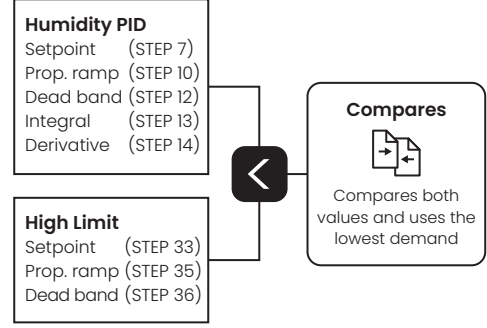 Humidity PID
Setpoint (STEP 7)
Prop. ramp (STEP 10)
Dead band (STEP 12)
Integral (STEP 13)
Derivative (STEP 14)
High Limit
Setpoint (STEP 33)
Prop. ramp (STEP 35)
Dead band (STEP 36)
Compares
Compares both
values and uses the
lowest demand